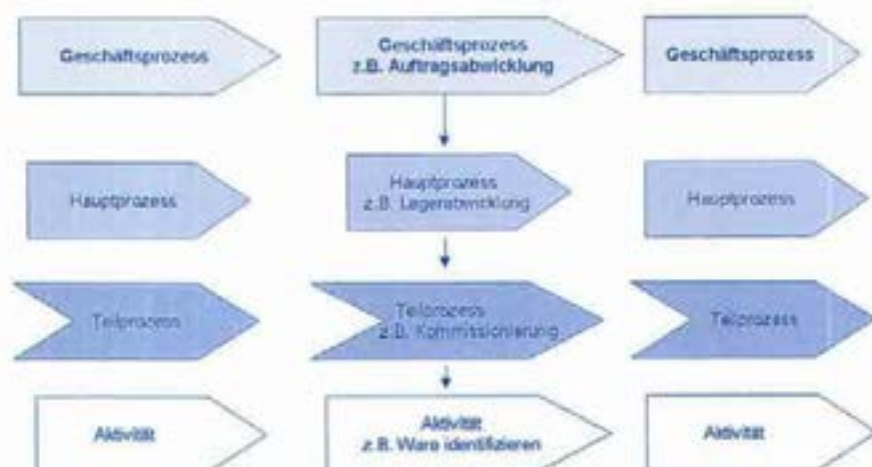 Geschäftsprozess
Geschäftsprozess
z.B. Auftragsabwicklung
Geschäftsprozess
Hauptprozess
Hauptprozess
z.B. Lagerabwicklung
Hauptprozess
Teilprozess
Teilprozess
z.B. Kommissionierung
Teilprozess
Aktivität
Aktivität
z.B. Ware identifizieren
Aktivität